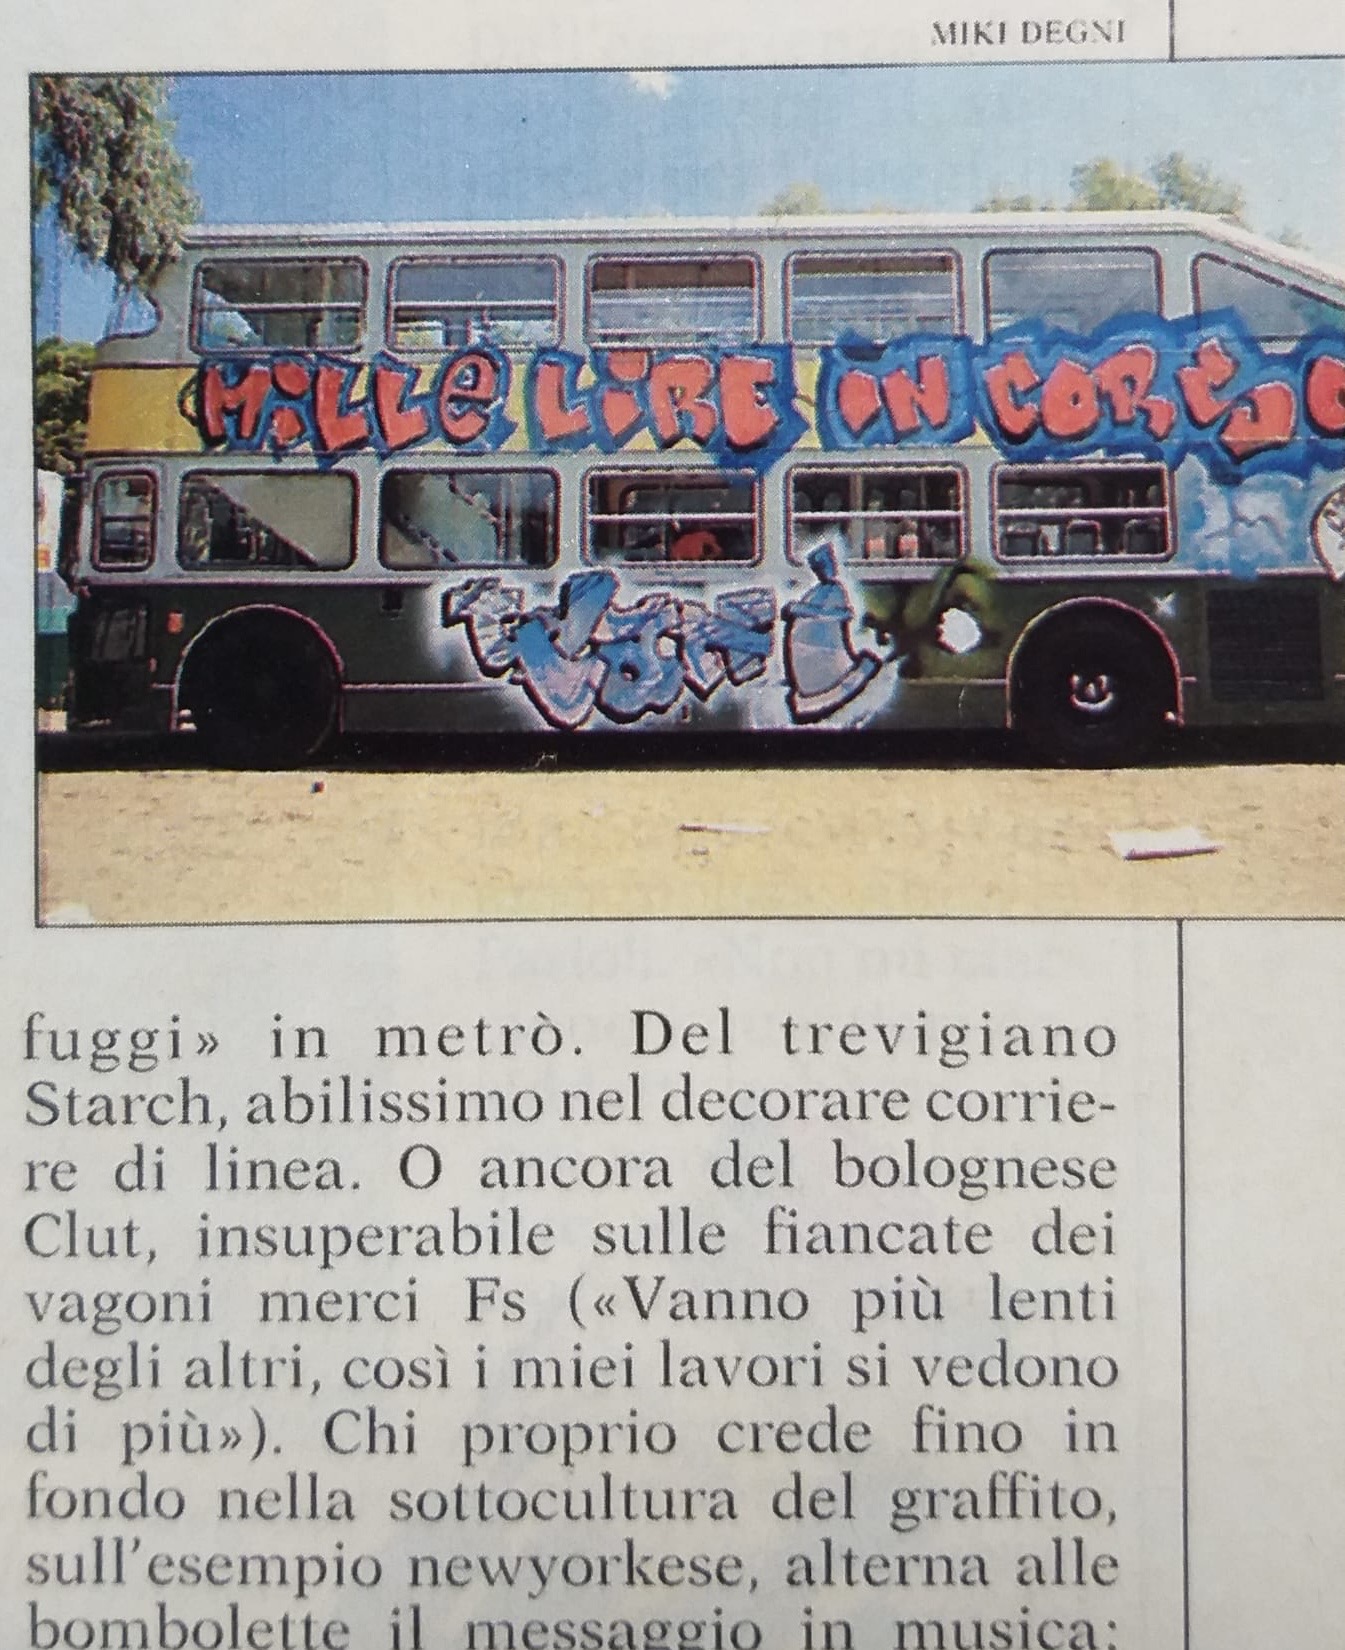 MIKI DEGNI
MiLLe LiRE IN CORSO
fuggi» in metrò. Del trevigiano
Starch, abilissimo nel decorare corrie-
re di linea. O ancora del bolognese
Clut, insuperabile sulle fiancate dei
vagoni merci Fs («Vanno più lenti
degli altri, così i miei lavori si vedono
di più»). Chi proprio crede fino in
fondo nella sottocultura del graffito,
sull'esempio newyorkese, alterna alle
bombolette il messaggio in musica: